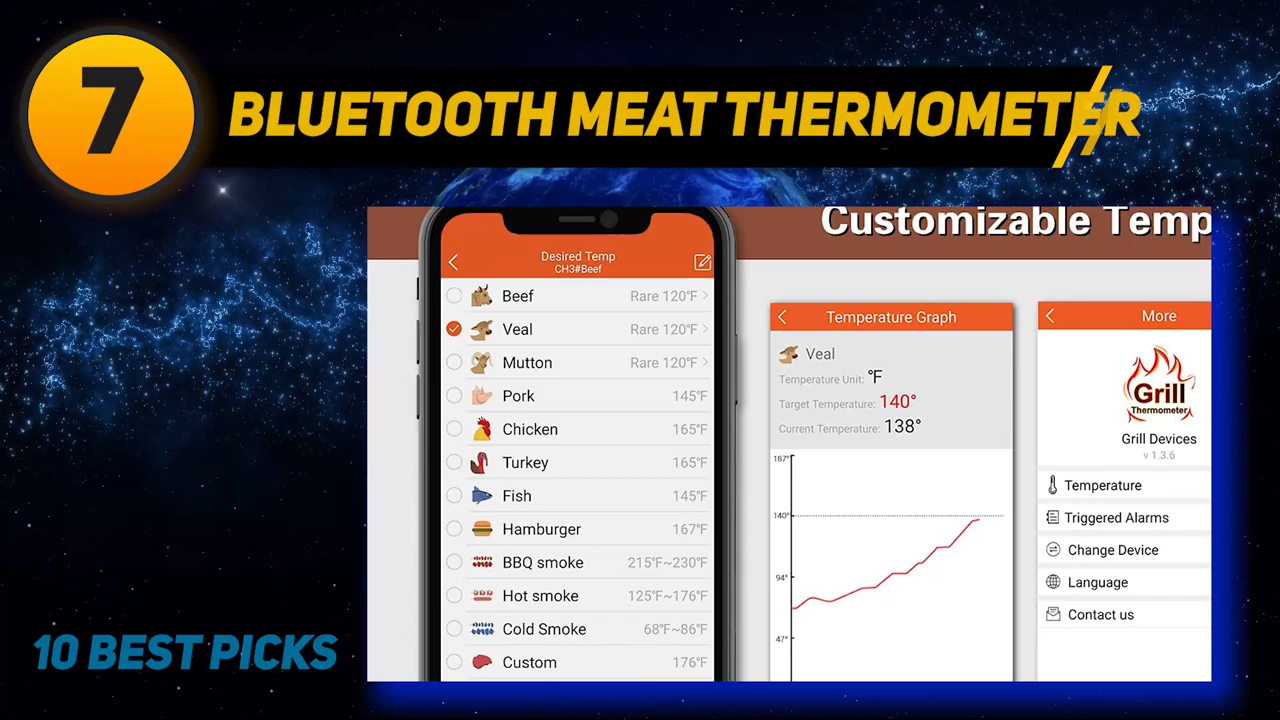 7
BLUETOOTH MEAT THERMOMETER
Customizable Temp
Desired Temp
CH3#Beef
Beef Rare 120°F
Veal Rare 120°F
Mutton Rare 120°F
Pork 145°F
Chicken 165°F
Turkey 165°F
Fish 145°F
Hamburger 167°F
BBQ smoke 215°F~230°F
Hot smoke 125°F~176°F
Cold Smoke 68°F~86°F
Custom 176°F
Temperature Graph
Veal
Temperature Unit: °F
Target Temperature: 140°
Current Temperature: 138°
187°
140°
94°
47°
More
Grill
Thermometer
Grill Devices
v 1.3.6
Temperature
Triggered Alarms
Change Device
Language
Contact us
10 BEST PICKS